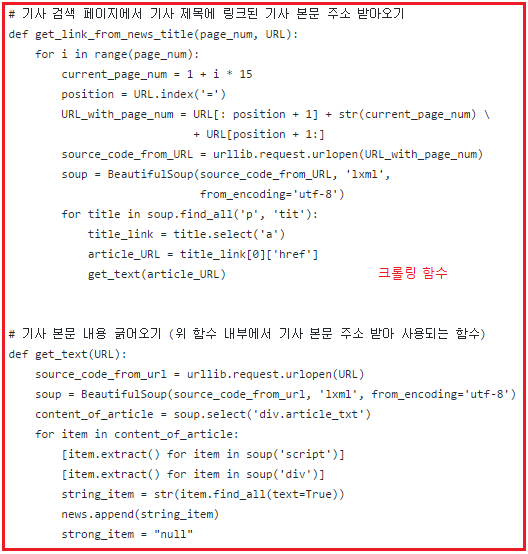 # 기사 검색 페이지에서 기사 제목에 링크된 기사 본문 주소 받아오기
def get_link_from_news_title(page_num, URL):
    for i in range(page_num):
        current_page_num = 1 + i * 15
        position = URL.index('=')
        URL_with_page_num = URL[: position + 1] + str(current_page_num) \
                            + URL[position + 1:]
        source_code_from_URL = urllib.request.urlopen(URL_with_page_num)
        soup = BeautifulSoup(source_code_from_URL, 'lxml',
                             from_encoding='utf-8')
        for title in soup.find_all('p', 'tit'):
            title_link = title.select('a')
            article_URL = title_link[0]['href']
            get_text(article_URL)
크롤링 함수
# 기사 본문 내용 긁어오기 (위 함수 내부에서 기사 본문 주소 받아 사용되는 함수)
def get_text(URL):
    source_code_from_url = urllib.request.urlopen(URL)
    soup = BeautifulSoup(source_code_from_url, 'lxml', from_encoding='utf-8')
    content_of_article = soup.select('div.article_txt')
    for item in content_of_article:
        [item.extract() for item in soup('script')]
        [item.extract() for item in soup('div')]
        string_item = str(item.find_all(text=True))
        news.append(string_item)
        strong_item = "null"